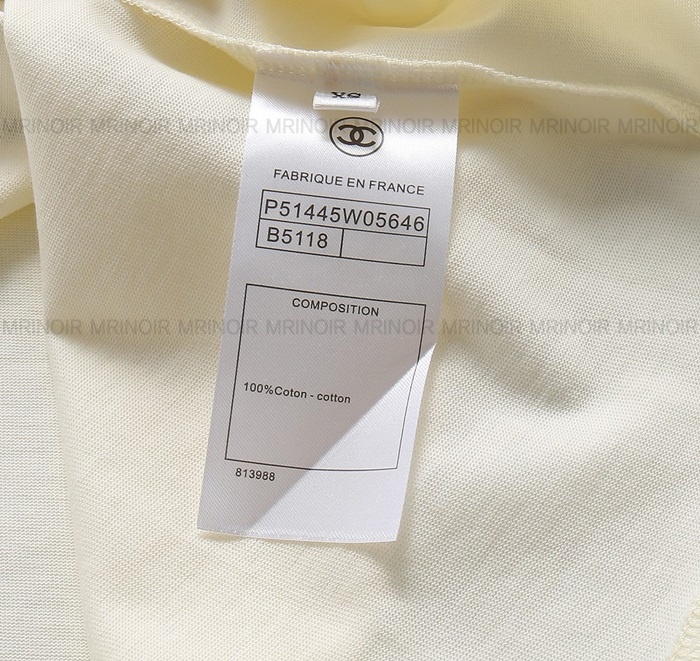 XS
MRINOIR MRINOIR MRINOIR MRINOIR MRINOIR MRINOIR MRINOIR MRINOIR
FABRIQUE EN FRANCE
P51445W05646
B5118
COMPOSITION
MRINOIR MRINOIR MRINOIR MRINOIR MRINOIR MRINOIR MRINOIR MRINOIR
100%Coton - cotton
813988